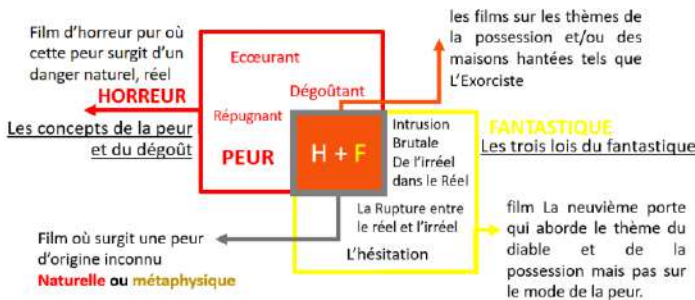 Film d'horreur pur où
cette peur surgit d'un
danger naturel, réel
HORREUR
Les concepts de la peur
et du dégoût
Ecœurant
Dégoûtant
Répugnant
PEUR
H + F
les films sur les thèmes de la
possession et/ou des
maisons hantées tels que
L'Exorciste
Intrusion
Brutale
De l'irréel
dans le Réel
FANTASTIQUE
Les trois lois du fantastique
La Rupture entre
le réel et l'irréel
L'hésitation
Film où surgit une peur
d'origine inconnu
Naturelle ou métaphysique
film La neuvième porte
qui aborde le thème du
diable et de la
possession mais pas sur
le mode de la peur.